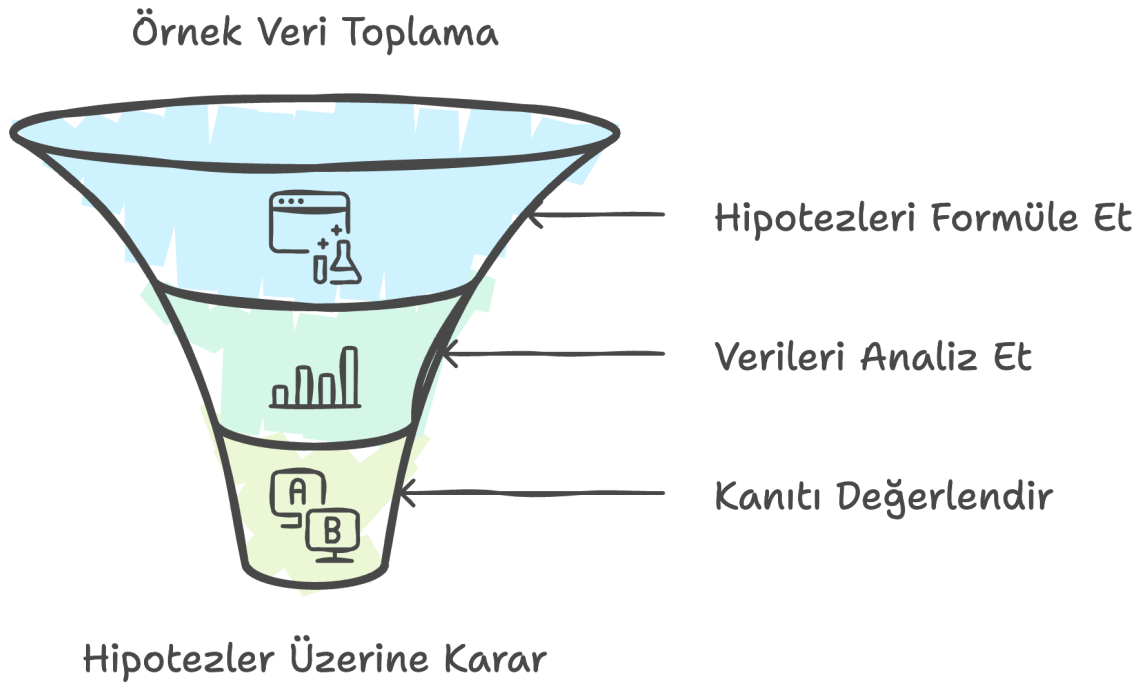 Örnek Veri Toplama
Hipotezleri Formüle Et
Verileri Analiz Et
A
B
Kanıtı Değerlendir
Hipotezler Üzerine Karar